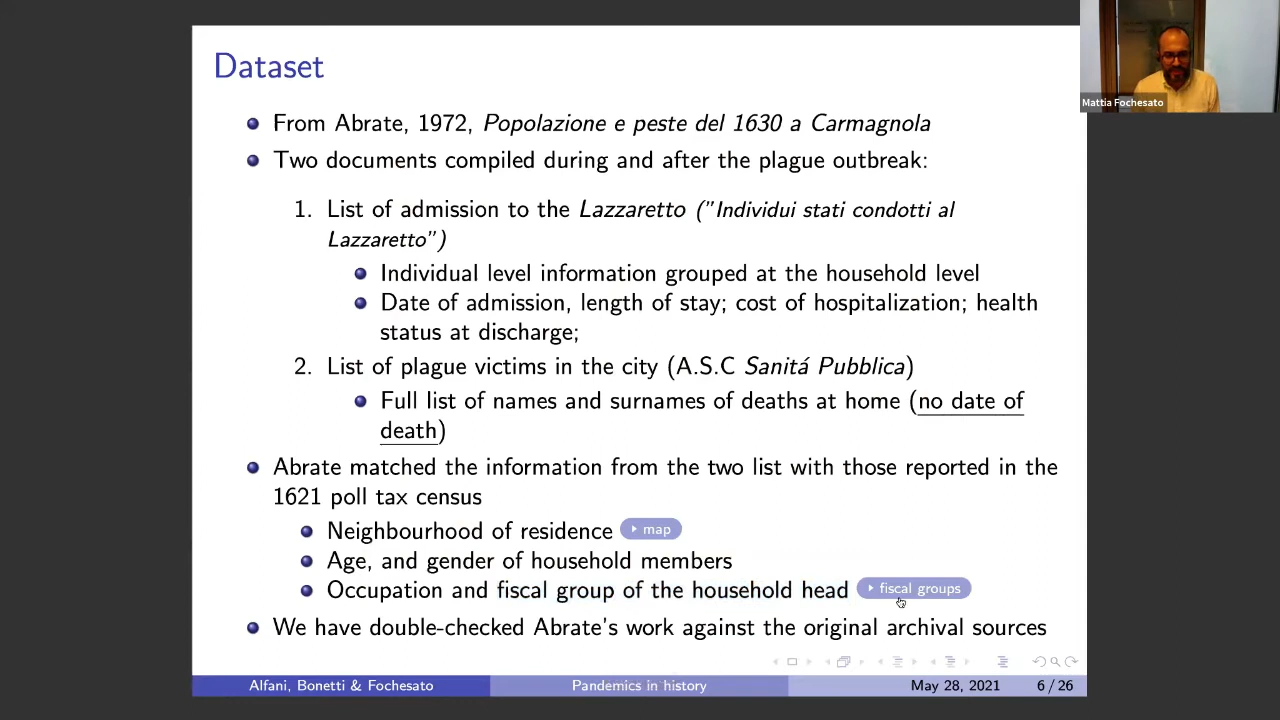 Dataset
Mattia Fochesato
From Abrate, 1972, Popolazione e peste del 1630 a Carmagnola
Two documents compiled during and after the plague outbreak:
1. List of admission to the Lazzaretto ("Individui stati condotti al
Lazzaretto")
Individual level information grouped at the household level
Date of admission, length of stay; cost of hospitalization; health
status at discharge;
2. List of plague victims in the city (A.S.C Sanitá Pubblica)
Full list of names and surnames of deaths at home (no date of
death)
Abrate matched the information from the two list with those reported in the
1621 poll tax census
Neighbourhood of residence map
Age, and gender of household members
Occupation and fiscal group of the household head fiscal groups
We have double-checked Abrate's work against the original archival sources
Alfani, Bonetti & Fochesato Pandemics in history May 28, 2021 6 / 26